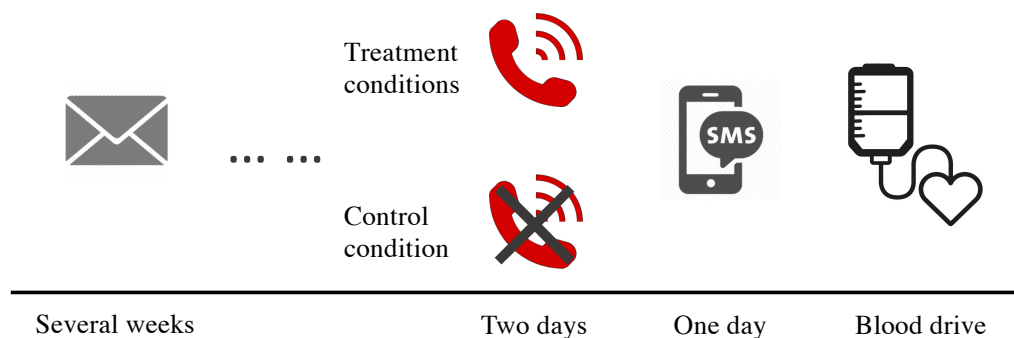 Treatment
conditions
... ...
SMS
Control
condition
Several weeks
Two days
One day
Blood drive